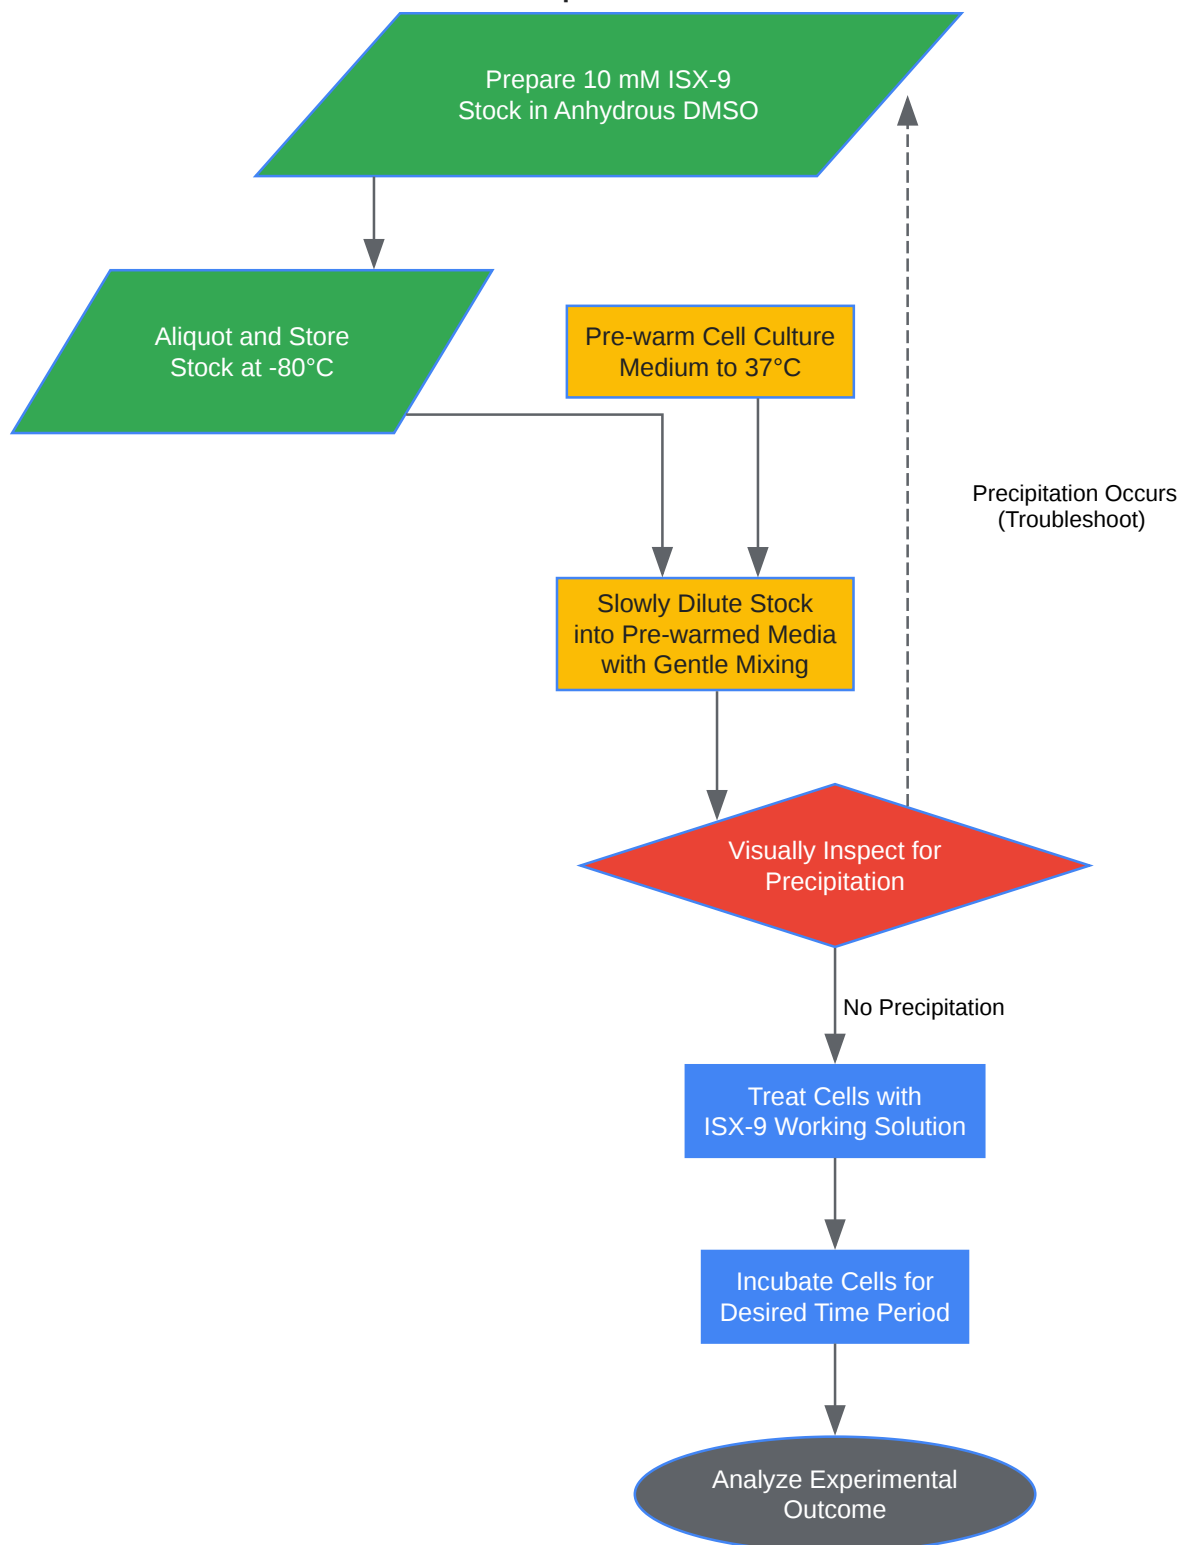 Prepare 10 mM ISX-9
Stock in Anhydrous DMSO
Aliquot and Store
Stock at -80°C
Pre-warm Cell Culture
Medium to 37°C
Precipitation Occurs
(Troubleshoot)
Slowly Dilute Stock
into Pre-warmed Media
with Gentle Mixing
Visually Inspect for
Precipitation
No Precipitation
Treat Cells with
ISX-9 Working Solution
Incubate Cells for
Desired Time Period
Analyze Experimental
Outcome